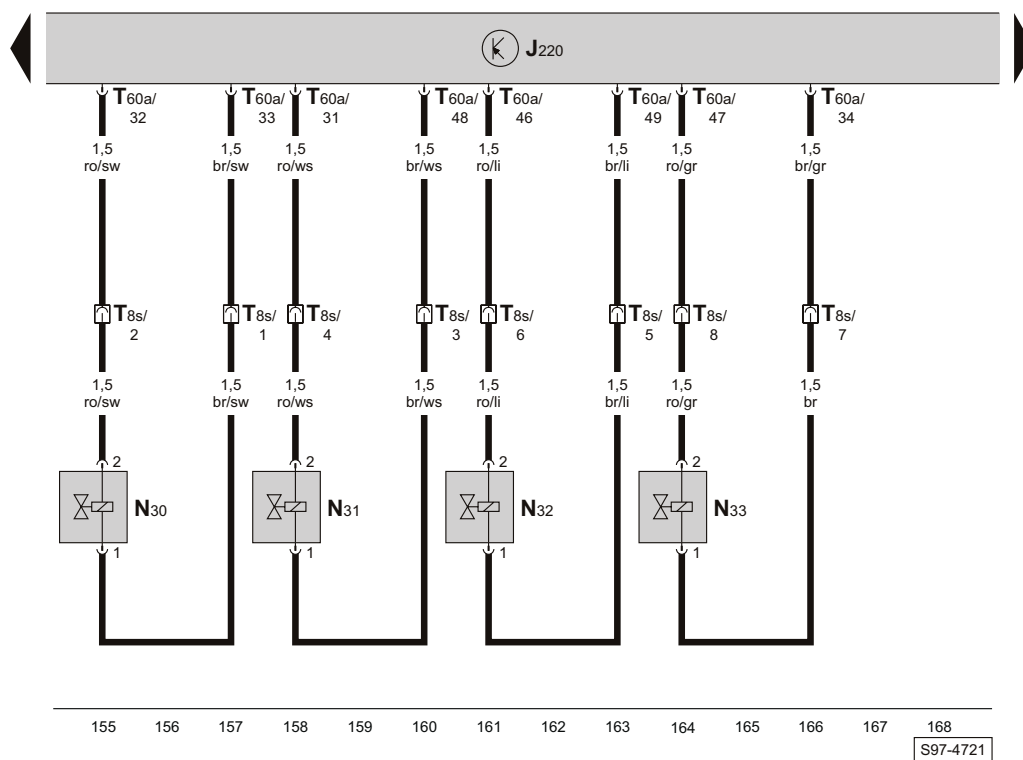 J220
T60a/ T60a/ T60a/ T60a/ T60a/ T60a/ T60a/ T60a/
32 33 31 48 46 49 47 34
1,5 1,5 1,5 1,5 1,5 1,5 1,5 1,5
ro/sw br/sw ro/ws br/ws ro/li br/li ro/gr br/gr
T8s/ T8s/ T8s/ T8s/ T8s/ T8s/ T8s/ T8s/
2 1 4 3 6 5 8 7
1,5 1,5 1,5 1,5 1,5 1,5 1,5 1,5
ro/sw br/sw ro/ws br/ws ro/li br/li ro/gr br
2 2 2 2
N30 N31 N32 N33
1 1 1 1
155 156 157 158 159 160 161 162 163 164 165 166 167 168
S97-4721